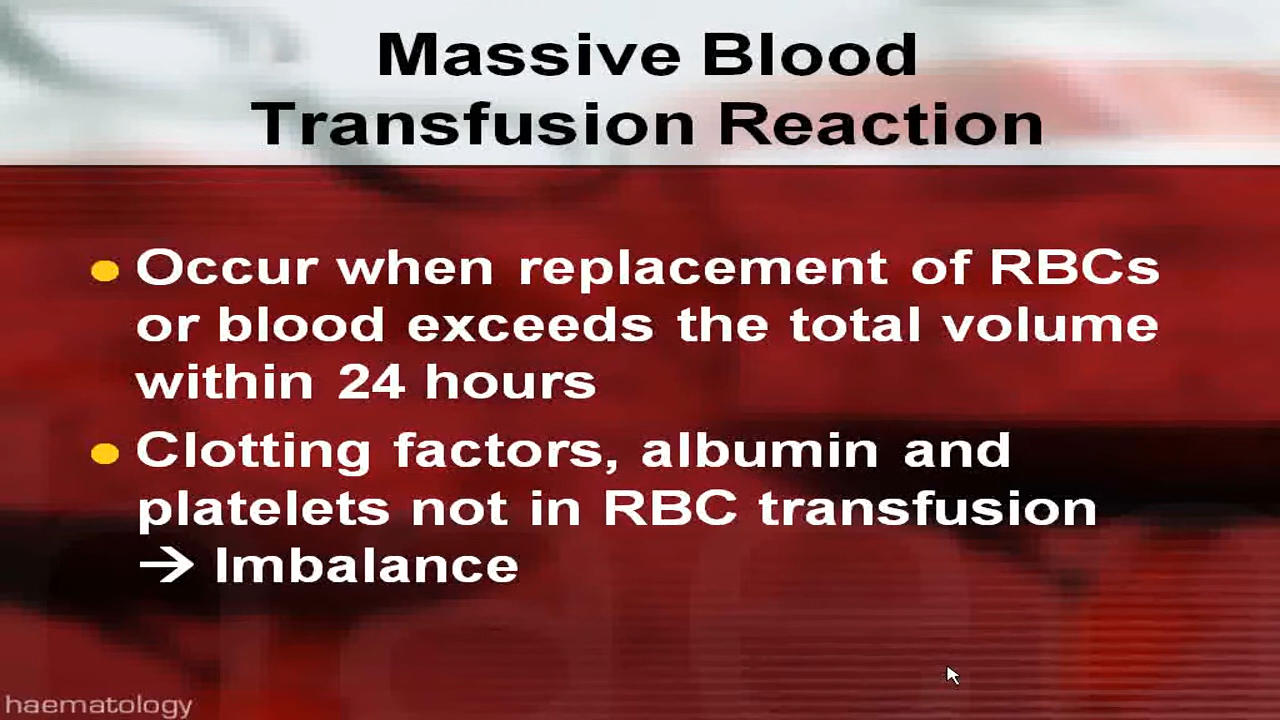 Massive Blood
Transfusion Reaction
Occur when replacement of RBCs
or blood exceeds the total volume
within 24 hours
Clotting factors, albumin and
platelets not in RBC transfusion
→ Imbalance
haematology